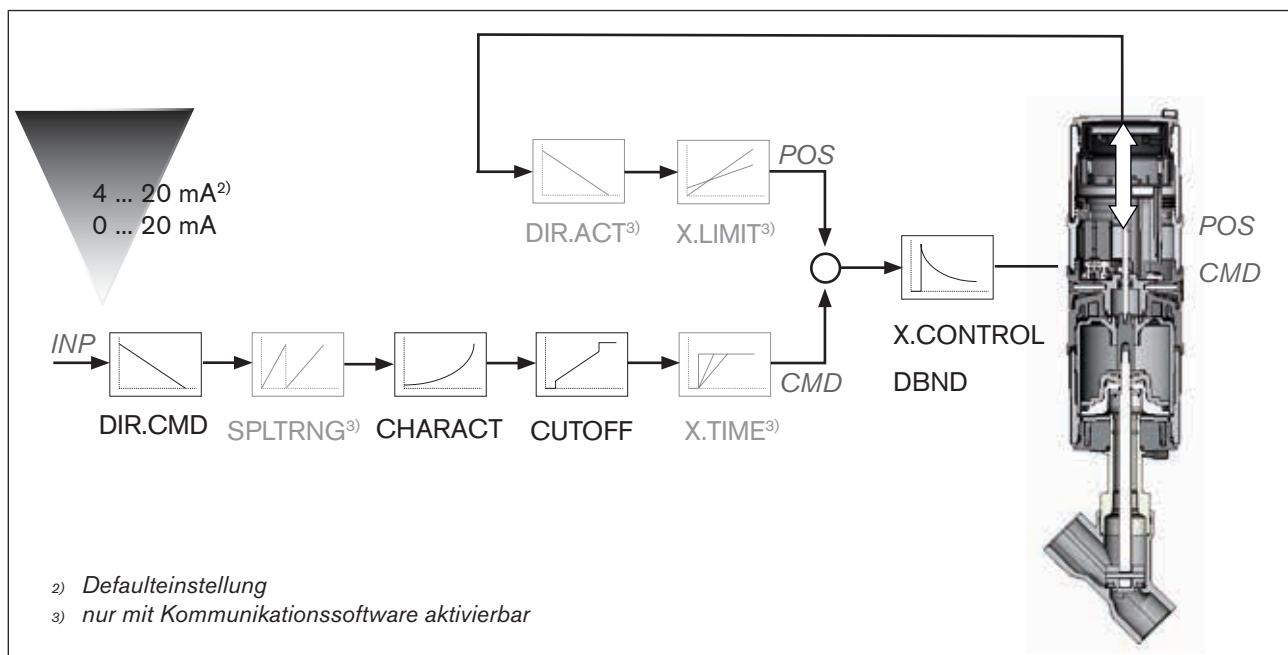 4 ... 20 mA²⁾
0 ... 20 mA
POS
DIR.ACT³⁾
X.LIMIT³⁾
POS
CMD
INP
X.CONTROL
DBND
CMD
DIR.CMD
SPLTRNG³⁾
CHARACT
CUTOFF
X.TIME³⁾
2) Defaulteinstellung
3) nur mit Kommunikationssoftware aktivierbar